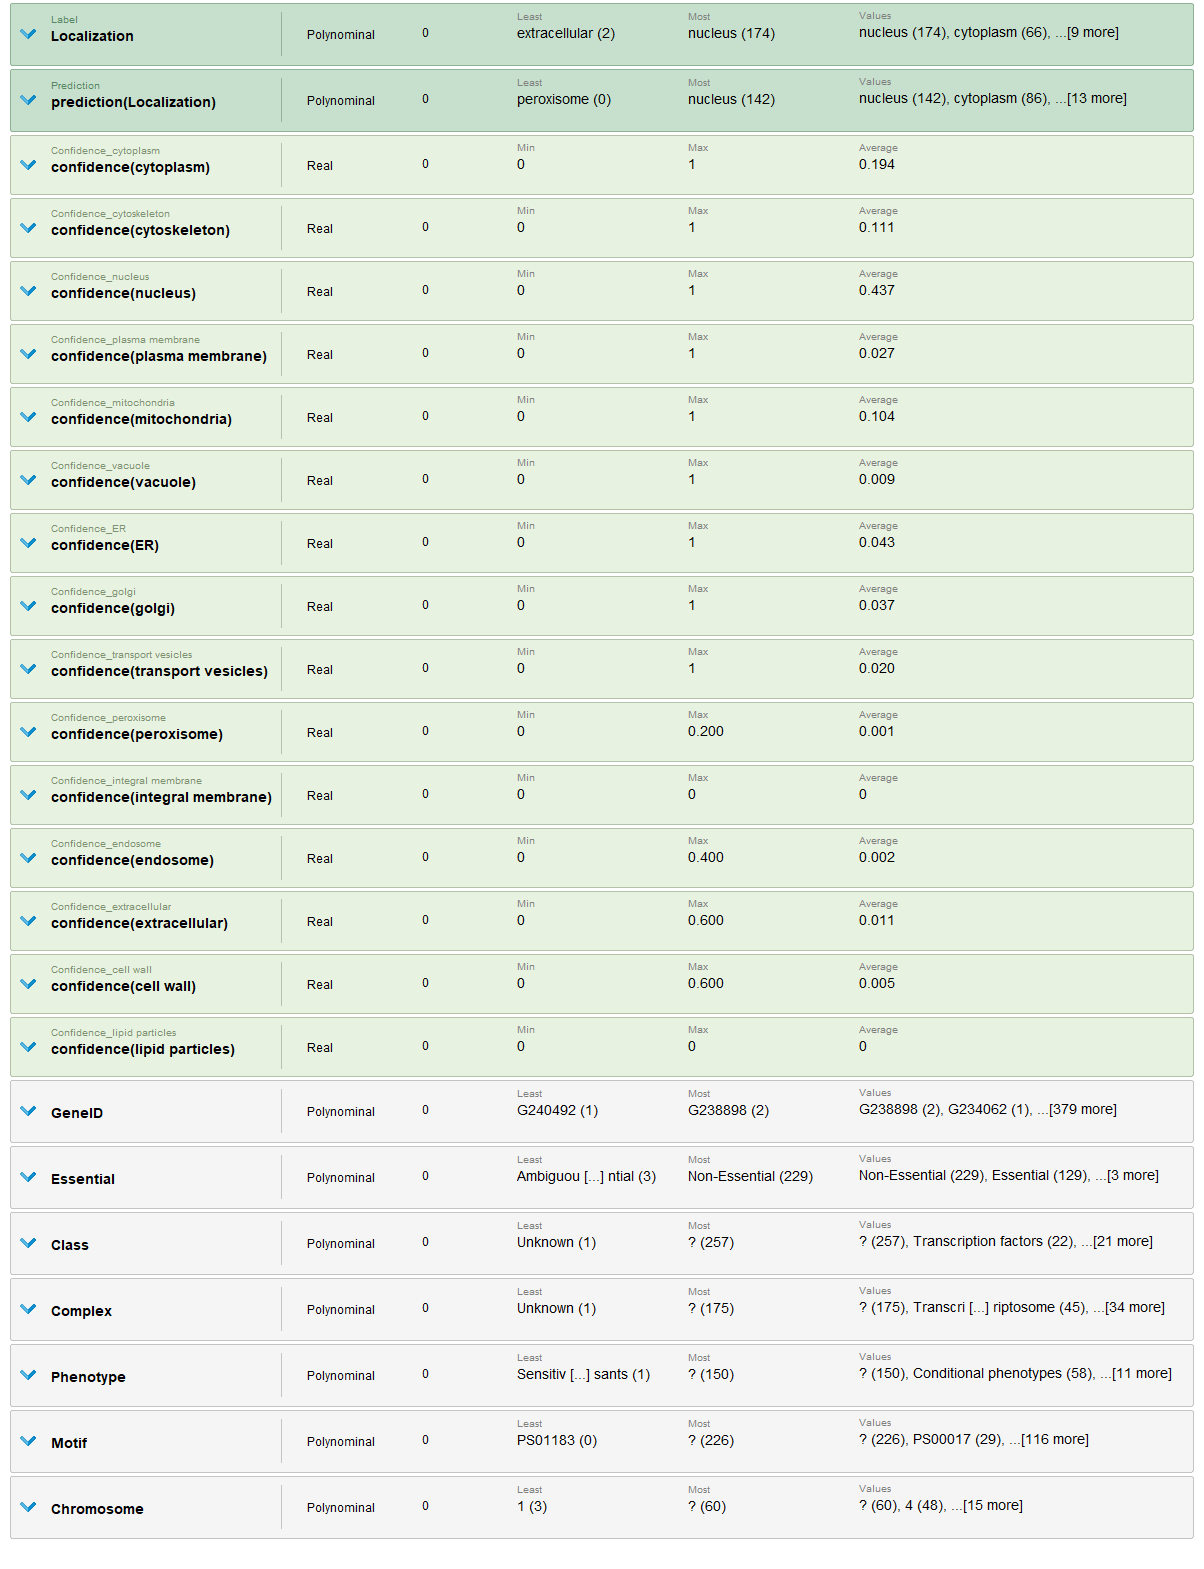 Label
Localization Polynominal 0 Least extracellular (2) Most nucleus (174) Values nucleus (174), cytoplasm (66), ...[9 more]
Prediction
prediction(Localization) Polynominal 0 Least peroxisome (0) Most nucleus (142) Values nucleus (142), cytoplasm (86), ...[13 more]
Confidence_cytoplasm
confidence(cytoplasm) Real 0 Min 0 Max 1 Average 0.194
Confidence_cytoskeleton
confidence(cytoskeleton) Real 0 Min 0 Max 1 Average 0.111
Confidence_nucleus
confidence(nucleus) Real 0 Min 0 Max 1 Average 0.437
Confidence_plasma membrane
confidence(plasma membrane) Real 0 Min 0 Max 1 Average 0.027
Confidence_mitochondria
confidence(mitochondria) Real 0 Min 0 Max 1 Average 0.104
Confidence_vacuole
confidence(vacuole) Real 0 Min 0 Max 1 Average 0.009
Confidence_ER
confidence(ER) Real 0 Min 0 Max 1 Average 0.043
Confidence_golgi
confidence(golgi) Real 0 Min 0 Max 1 Average 0.037
Confidence_transport vesicles
confidence(transport vesicles) Real 0 Min 0 Max 1 Average 0.020
Confidence_peroxisome
confidence(peroxisome) Real 0 Min 0 Max 0.200 Average 0.001
Confidence_integral membrane
confidence(integral membrane) Real 0 Min 0 Max 0 Average 0
Confidence_endosome
confidence(endosome) Real 0 Min 0 Max 0.400 Average 0.002
Confidence_extracellular
confidence(extracellular) Real 0 Min 0 Max 0.600 Average 0.011
Confidence_cell wall
confidence(cell wall) Real 0 Min 0 Max 0.600 Average 0.005
Confidence_lipid particles
confidence(lipid particles) Real 0 Min 0 Max 0 Average 0
GeneID Polynominal 0 Least G240492 (1) Most G238898 (2) Values G238898 (2), G234062 (1), ...[379 more]
Essential Polynominal 0 Least Ambiguou [...] ntial (3) Most Non-Essential (229) Values Non-Essential (229), Essential (129), ...[3 more]
Class Polynominal 0 Least Unknown (1) Most ? (257) Values ? (257), Transcription factors (22), ...[21 more]
Complex Polynominal 0 Least Unknown (1) Most ? (175) Values ? (175), Transcri [...] riptosome (45), ...[34 more]
Phenotype Polynominal 0 Least Sensitiv [...] sants (1) Most ? (150) Values ? (150), Conditional phenotypes (58), ...[11 more]
Motif Polynominal 0 Least PS01183 (0) Most ? (226) Values ? (226), PS00017 (29), ...[116 more]
Chromosome Polynominal 0 Least 1 (3) Most ? (60) Values ? (60), 4 (48), ...[15 more]